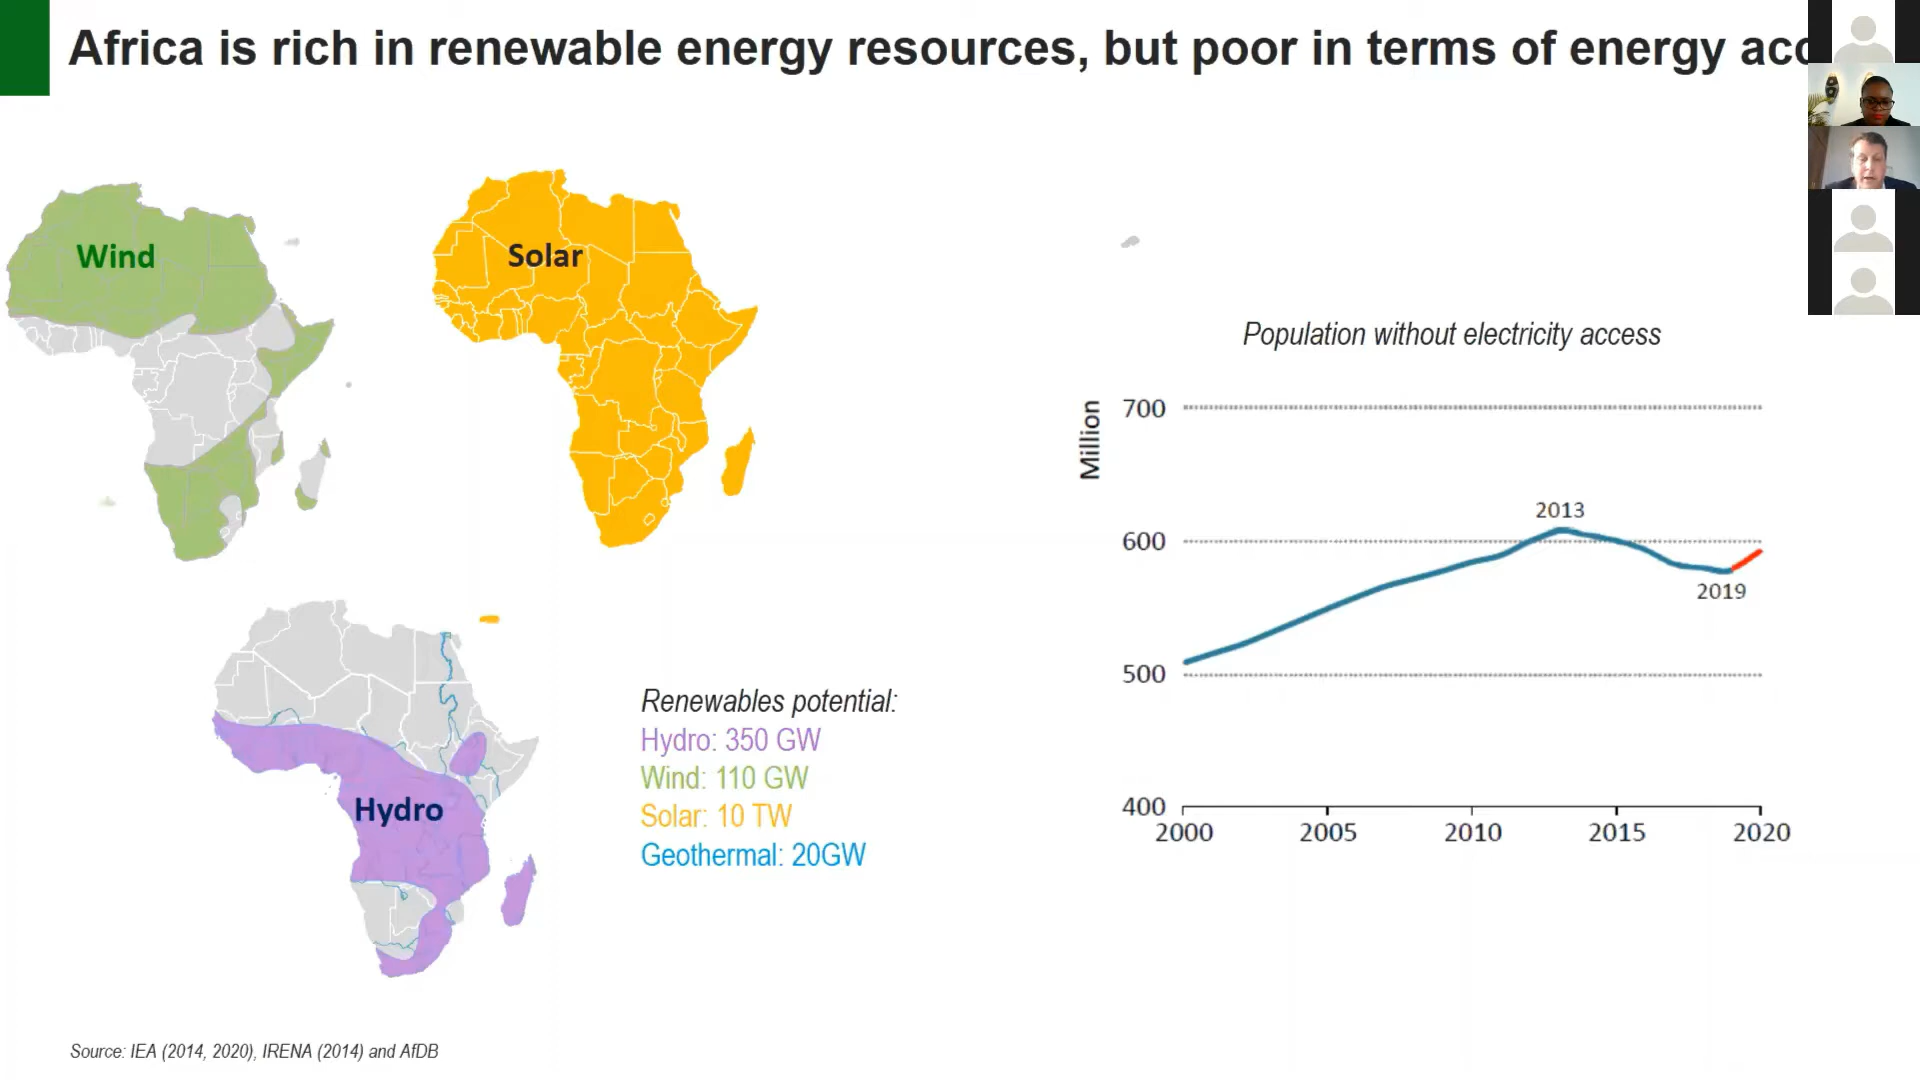 Africa is rich in renewable energy resources, but poor in terms of energy acc
Wind
Solar
Hydro
Renewables potential:
Hydro: 350 GW
Wind: 110 GW
Solar: 10 TW
Geothermal: 20GW
Population without electricity access
Million
700
600
500
400
2013
2019
2000 2005 2010 2015 2020
Source: IEA (2014, 2020), IRENA (2014) and AfDB